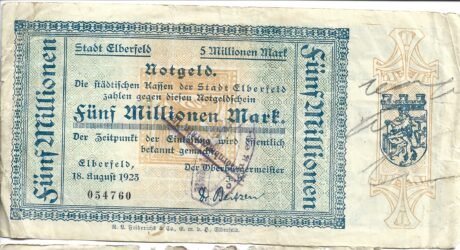 Stadt Elberfeld 5 Millionen Mark
Notgeld.
Die städtischen Kassen der Stadt Elberfeld
zahlen gegen diesen Notgeldschein
Fünf Millionen Mark.
Der Zeitpunkt der Einlösung wird öffentlich
bekannt gemacht.
Elberfeld, Der Oberbürgermeister
18. August 1923
054760
Fünf Millionen
Fünf Millionen